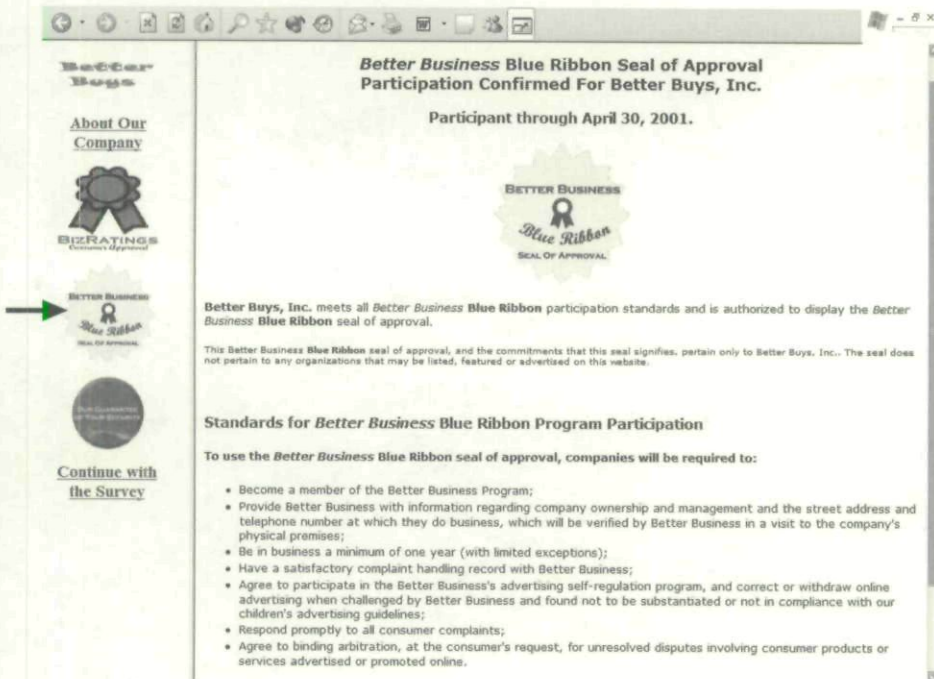 Better
Buys
About Our
Company
BIZRATINGS
Customer Approval
BETTER BUSINESS
Blue Ribbon
SEAL OF APPROVAL
OUR GUARANTEE
OF YOUR SECURITY
Continue with
the Survey
Better Business Blue Ribbon Seal of Approval
Participation Confirmed For Better Buys, Inc.
Participant through April 30, 2001.
BETTER BUSINESS
Blue Ribbon
SEAL OF APPROVAL
Better Buys, Inc. meets all Better Business Blue Ribbon participation standards and is authorized to display the Better
Business Blue Ribbon seal of approval.
This Better Business Blue Ribbon seal of approval, and the commitments that this seal signifies, pertain only to Better Buys, Inc.. The seal does
not pertain to any organizations that may be listed, featured or advertised on this website.
Standards for Better Business Blue Ribbon Program Participation
To use the Better Business Blue Ribbon seal of approval, companies will be required to:
• Become a member of the Better Business Program;
• Provide Better Business with information regarding company ownership and management and the street address and
telephone number at which they do business, which will be verified by Better Business in a visit to the company's
physical premises;
• Be in business a minimum of one year (with limited exceptions);
• Have a satisfactory complaint handling record with Better Business;
• Agree to participate in the Better Business's advertising self-regulation program, and correct or withdraw online
advertising when challenged by Better Business and found not to be substantiated or not in compliance with our
children's advertising guidelines;
• Respond promptly to all consumer complaints;
• Agree to binding arbitration, at the consumer's request, for unresolved disputes involving consumer products or
services advertised or promoted online.